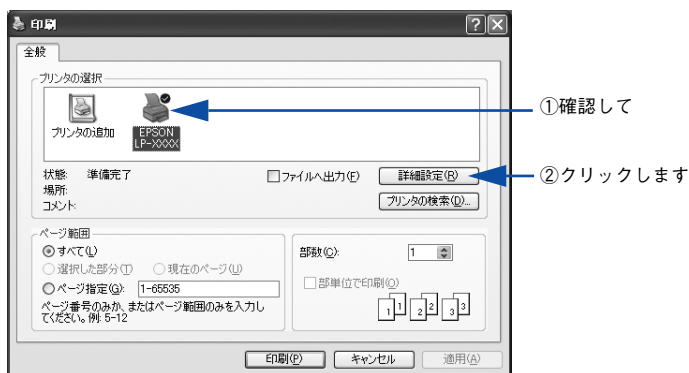 印刷
全般
プリンタの選択
プリンタの追加
EPSON
LP-XXXX
①確認して
状態: 準備完了
場所:
コメント:
ファイルへ出力(F)
詳細設定(R)
②クリックします
プリンタの検索(D)...
ページ範囲
すべて(L)
選択した部分(T) 現在のページ(U)
ページ指定(G): 1-65535
ページ番号のみか、またはページ範囲のみを入力し
てください。例: 5-12
部数(C): 1
部単位で印刷(O)
1 1 2 2 3 3
印刷(P) キャンセル 適用(A)